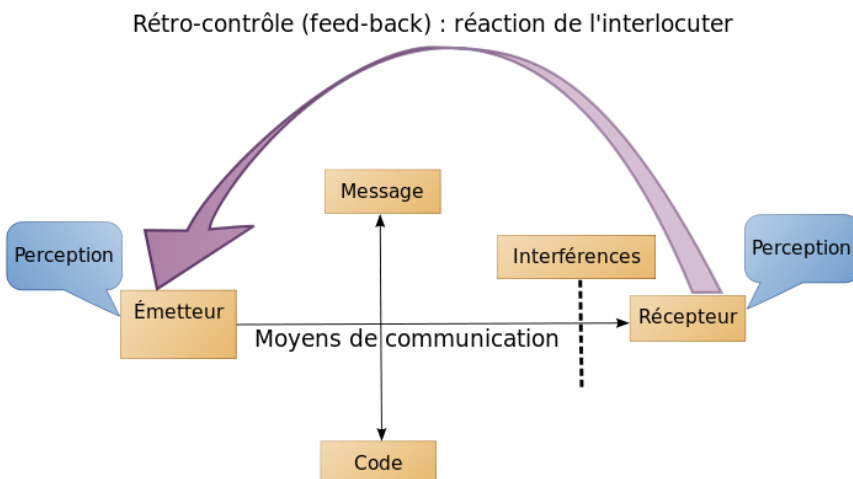 Rétro-contrôle (feed-back) : réaction de l'interlocuter
Message
Perception
Interférences
Perception
Émetteur
Récepteur
Moyens de communication
Code